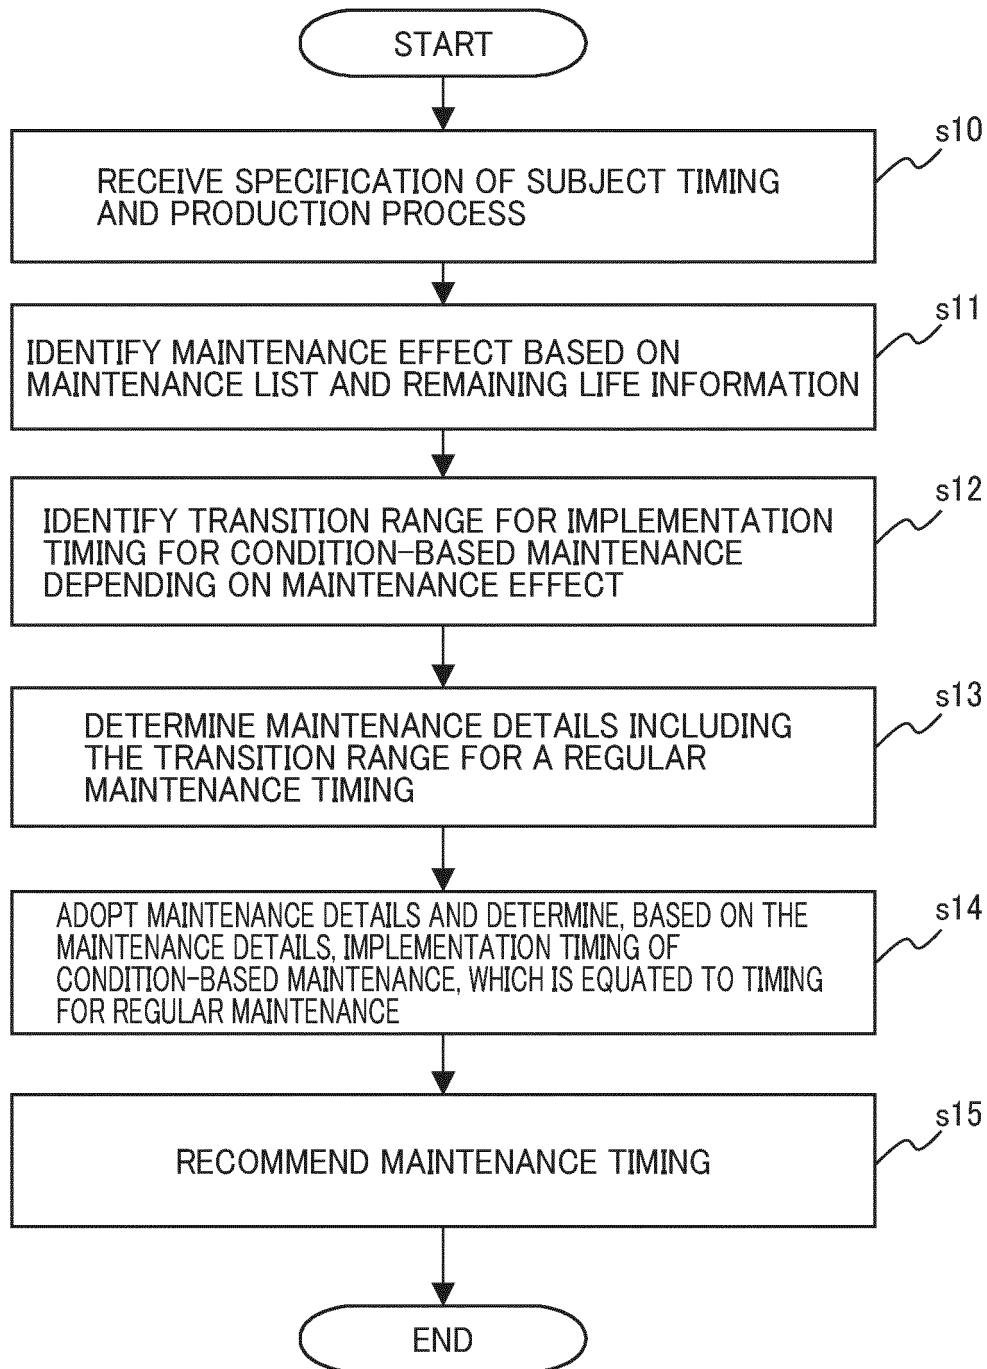 START
s10
RECEIVE SPECIFICATION OF SUBJECT TIMING
AND PRODUCTION PROCESS
s11
IDENTIFY MAINTENANCE EFFECT BASED ON
MAINTENANCE LIST AND REMAINING LIFE INFORMATION
s12
IDENTIFY TRANSITION RANGE FOR IMPLEMENTATION
TIMING FOR CONDITION-BASED MAINTENANCE
DEPENDING ON MAINTENANCE EFFECT
s13
DETERMINE MAINTENANCE DETAILS INCLUDING
THE TRANSITION RANGE FOR A REGULAR
MAINTENANCE TIMING
s14
ADOPT MAINTENANCE DETAILS AND DETERMINE, BASED ON THE
MAINTENANCE DETAILS, IMPLEMENTATION TIMING OF
CONDITION-BASED MAINTENANCE, WHICH IS EQUATED TO TIMING
FOR REGULAR MAINTENANCE
s15
RECOMMEND MAINTENANCE TIMING
END